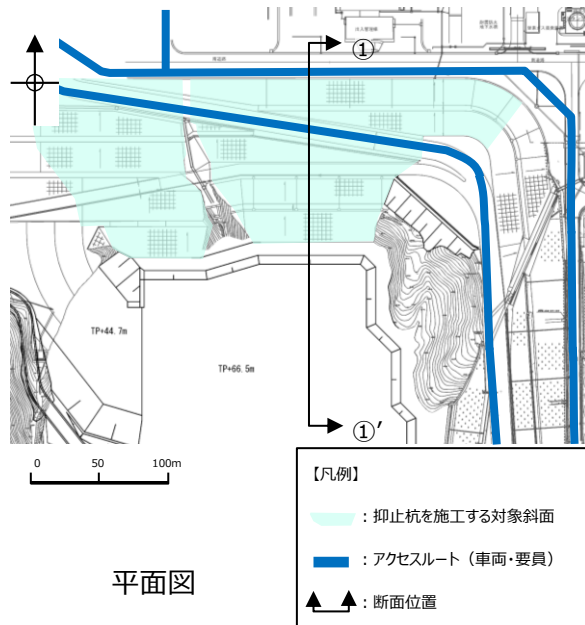 ①
TP+44.7m
TP+66.5m
①’
0 50 100m
【凡例】
：抑止杭を施工する対象斜面
：アクセスルート（車両・要員）
：断面位置
平面図